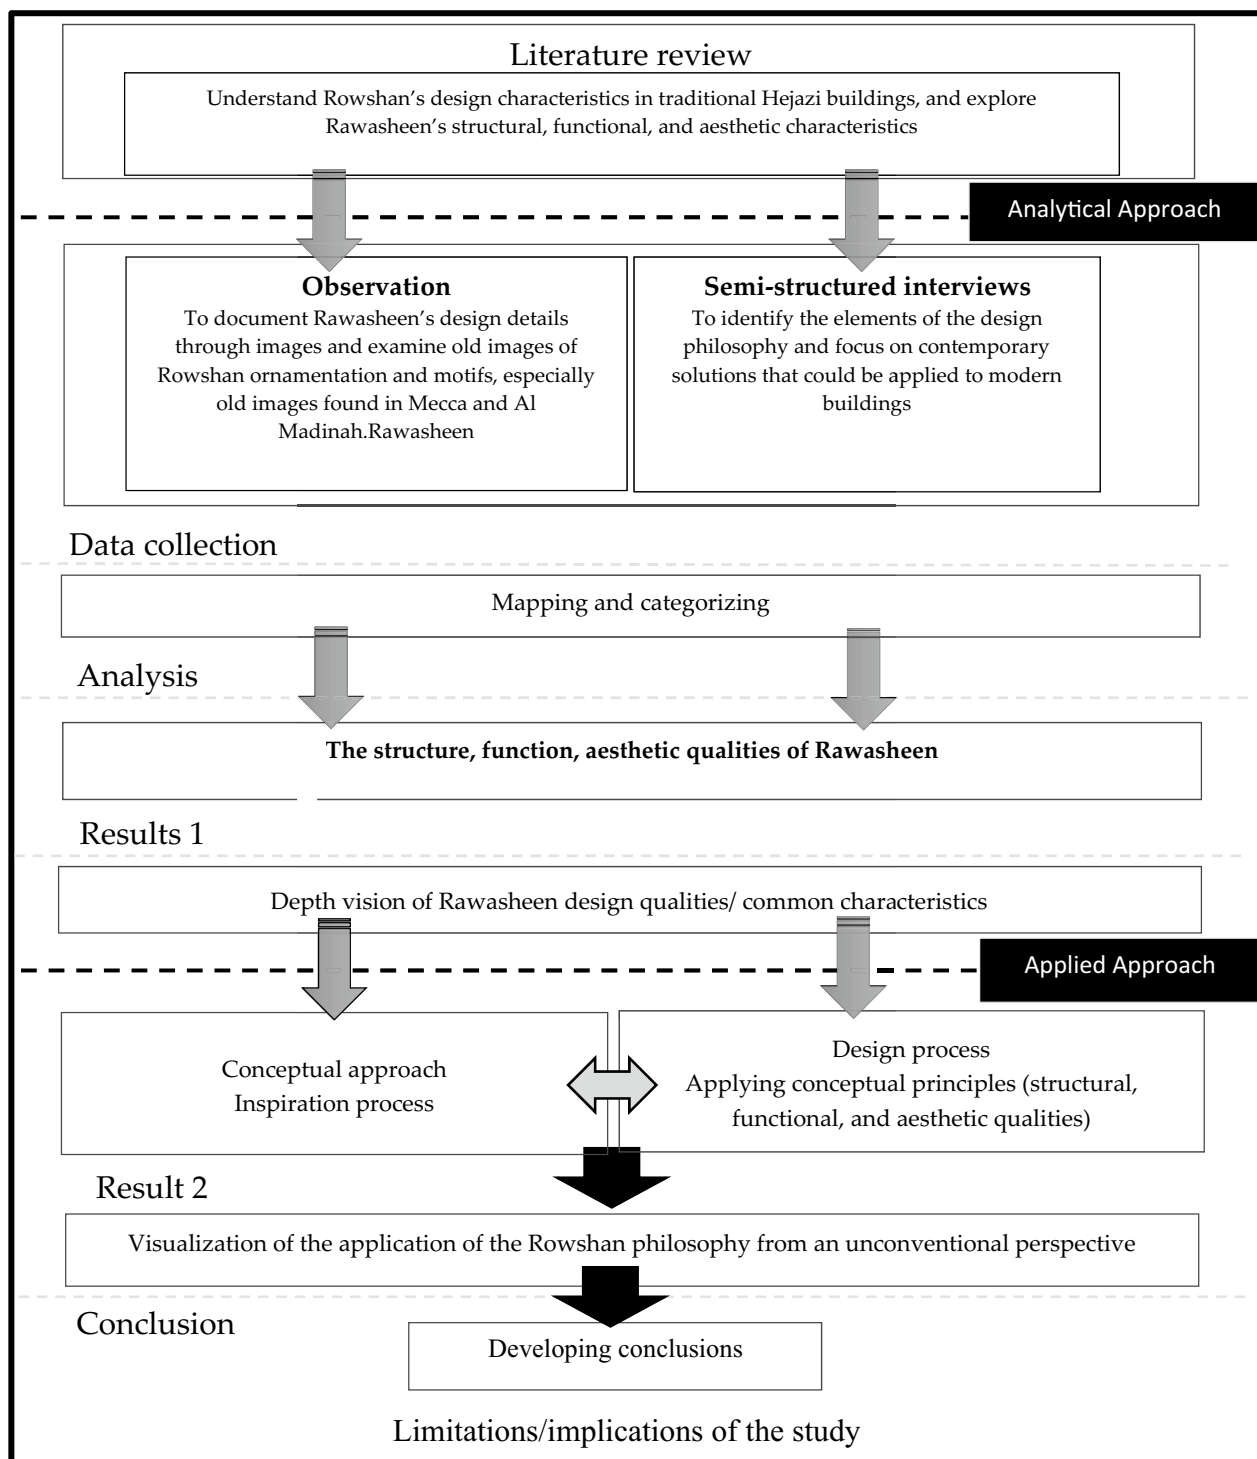 Literature review
Understand Rowshan’s design characteristics in traditional Hejazi buildings, and explore
Rawasheen’s structural, functional, and aesthetic characteristics
Analytical Approach
Observation
To document Rawasheen’s design details
through images and examine old images of
Rowshan ornamentation and motifs, especially
old images found in Mecca and Al
Madinah.Rawasheen
Semi-structured interviews
To identify the elements of the design
philosophy and focus on contemporary
solutions that could be applied to modern
buildings
Data collection
Mapping and categorizing
Analysis
The structure, function, aesthetic qualities of Rawasheen
Results 1
Depth vision of Rawasheen design qualities/ common characteristics
Applied Approach
Conceptual approach
Inspiration process
Design process
Applying conceptual principles (structural,
functional, and aesthetic qualities)
Result 2
Visualization of the application of the Rowshan philosophy from an unconventional perspective
Conclusion
Developing conclusions
Limitations/implications of the study